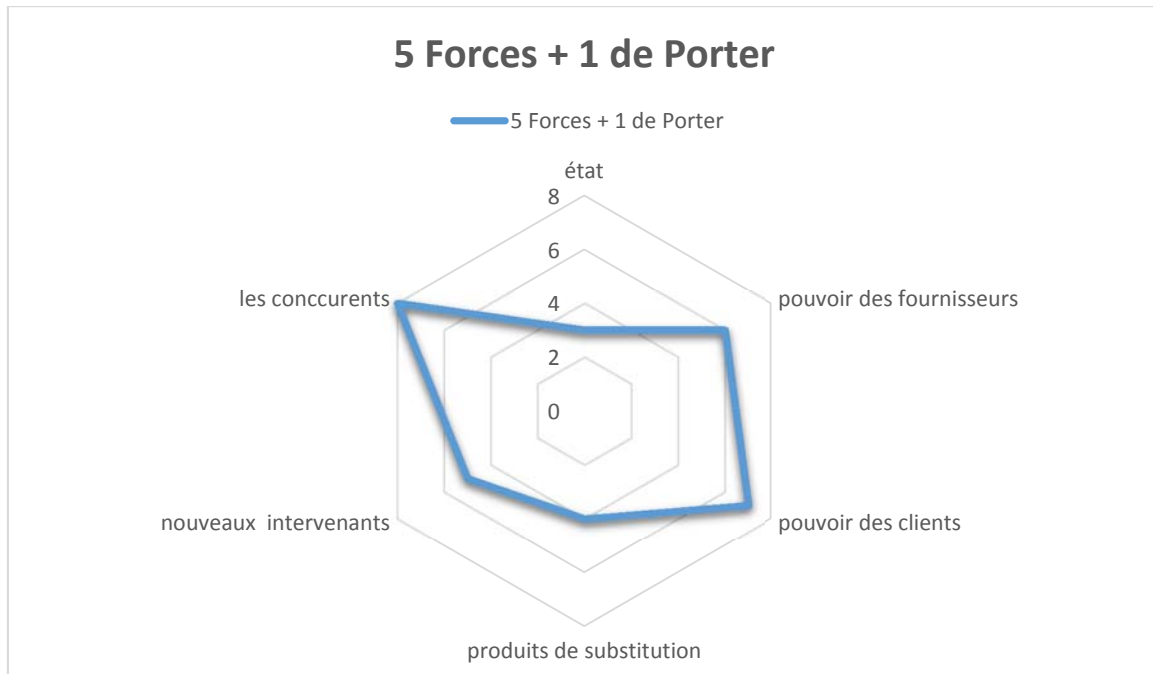 5 Forces + 1 de Porter
5 Forces + 1 de Porter
état
8
6
4
2
0
les conccurents
pouvoir des fournisseurs
nouveaux  intervenants
pouvoir des clients
produits de substitution